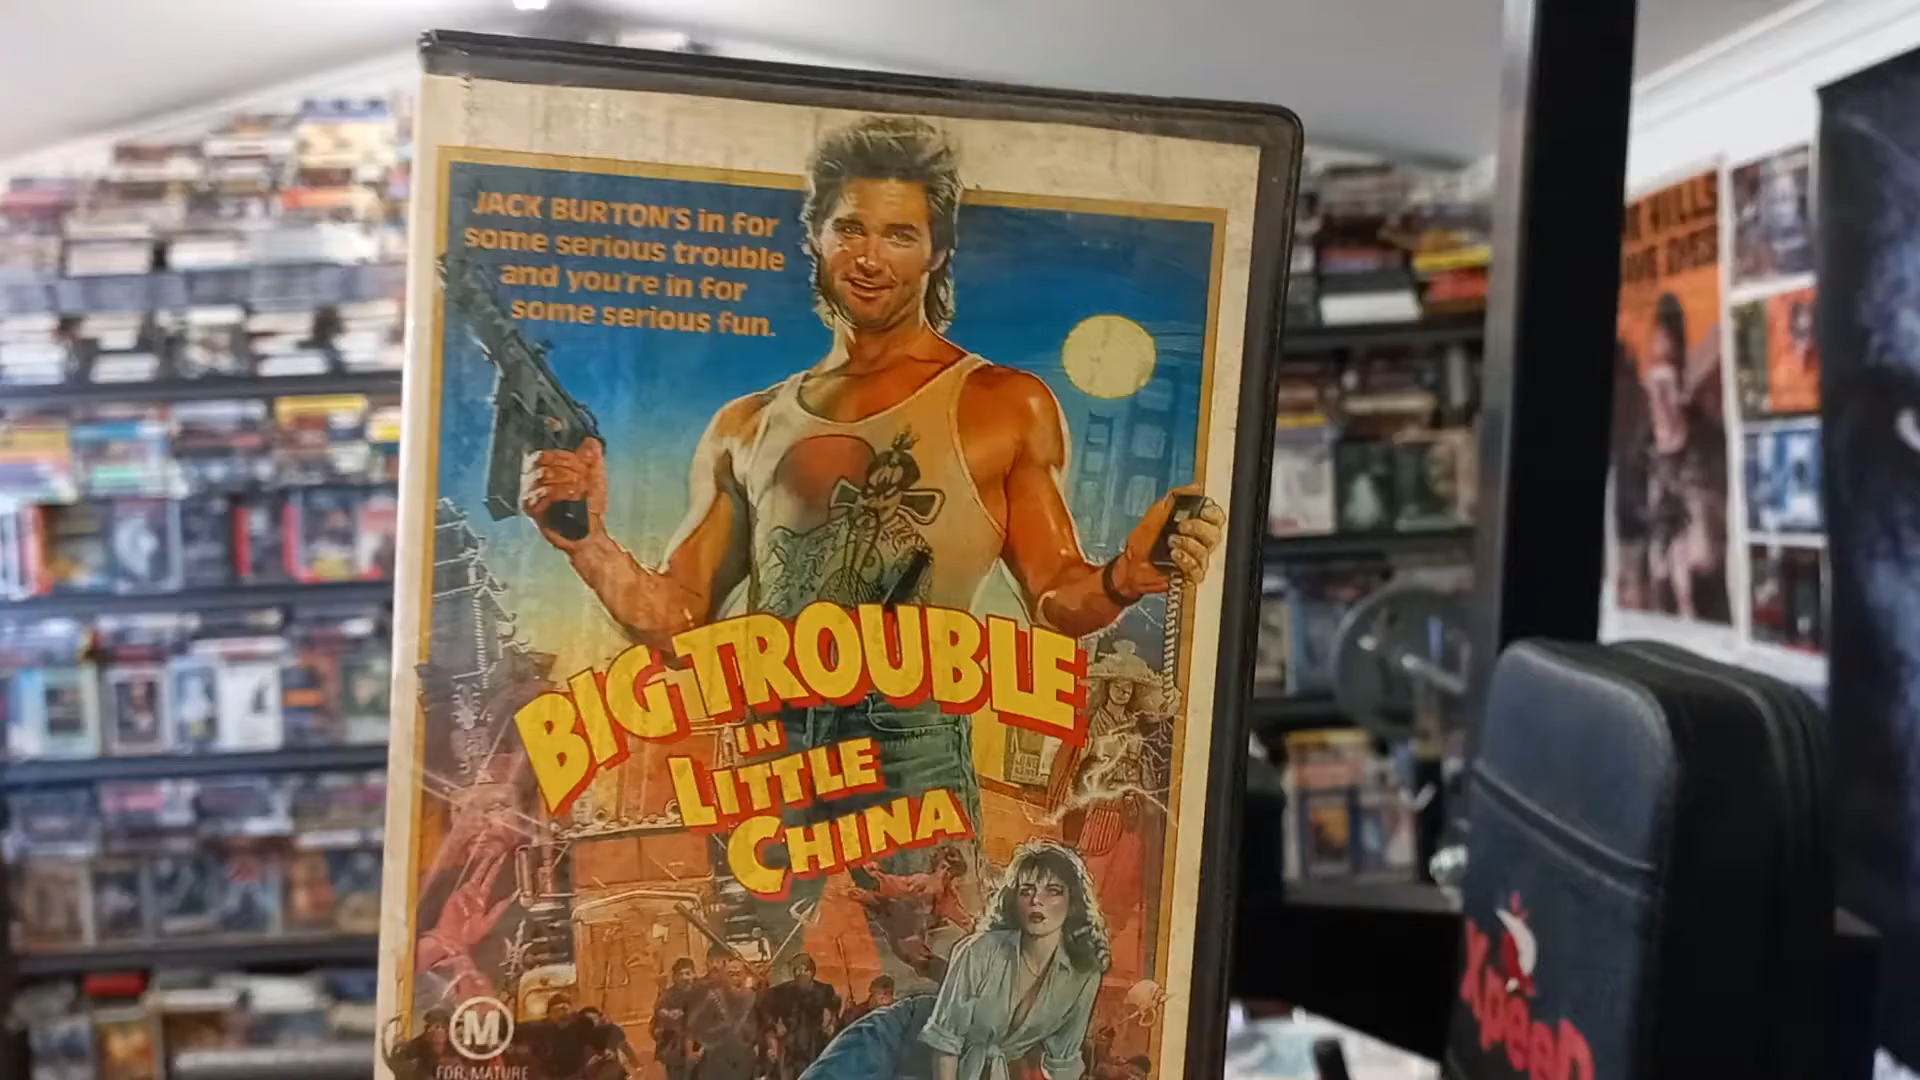 JACK BURTON'S in for
some serious trouble
and you're in for
some serious fun.
BIG TROUBLE
IN
LITTLE
CHINA
M
FOR MATURE
XpeeD